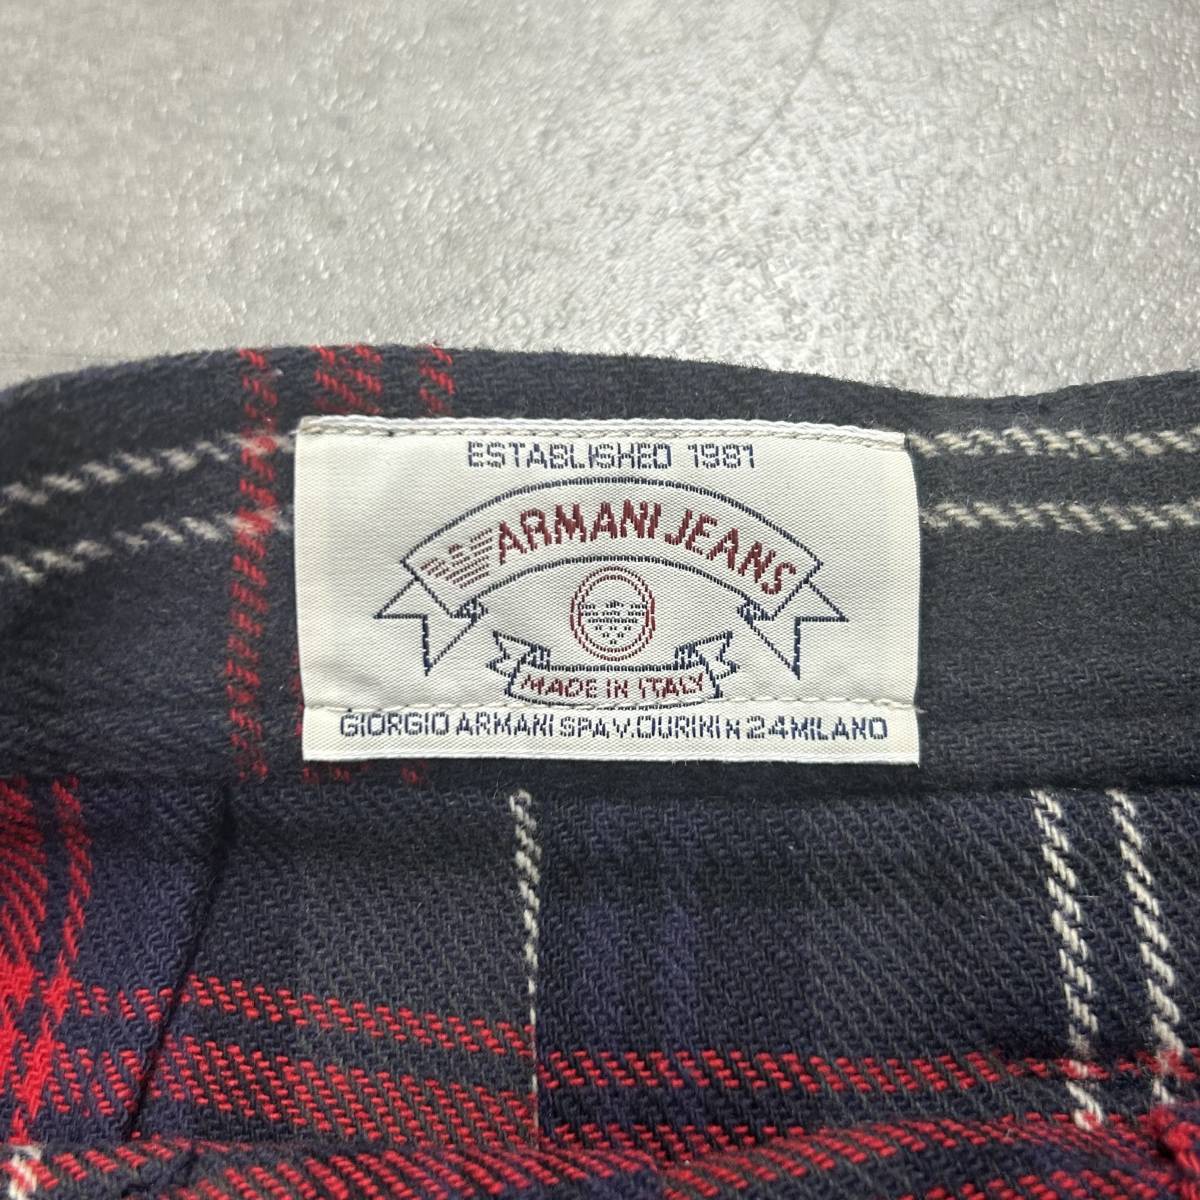 ESTABLISHED 1981
ARMANI JEANS
MADE IN ITALY
GIORGIO ARMANI SPA V. DURINI N 24 MILANO